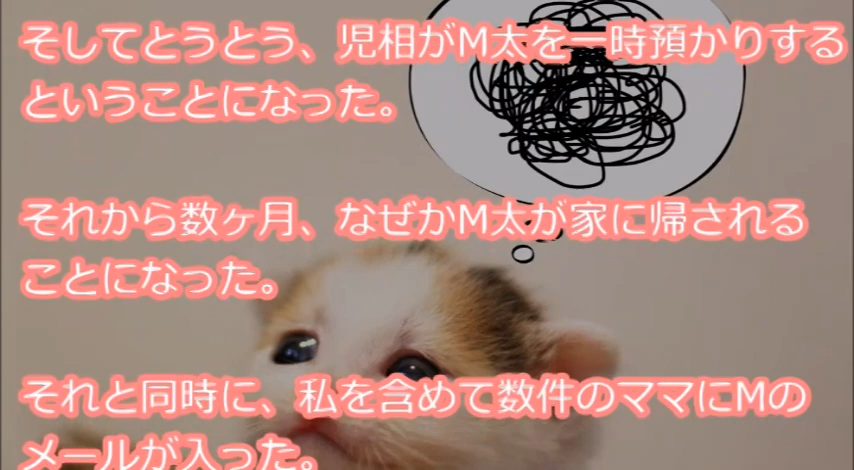 そしてとうとう、児相がM太を一時預かりする
ということになった。
それから数ヶ月、なぜかM太が家に帰される
ことになった。
それと同時に、私を含めて数件のママにMの
メールが入った。